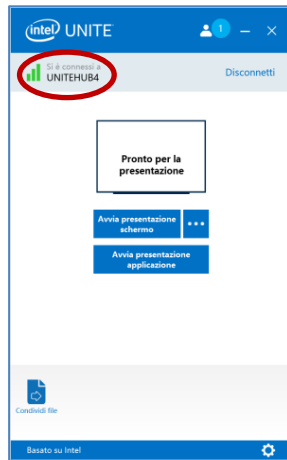 intel UNITE
1
Si è connessi a
UNITEHUB4
Disconnetti
Pronto per la
presentazione
Avvia presentazione
schermo
Avvia presentazione
applicazione
Condividi file
Basato su Intel